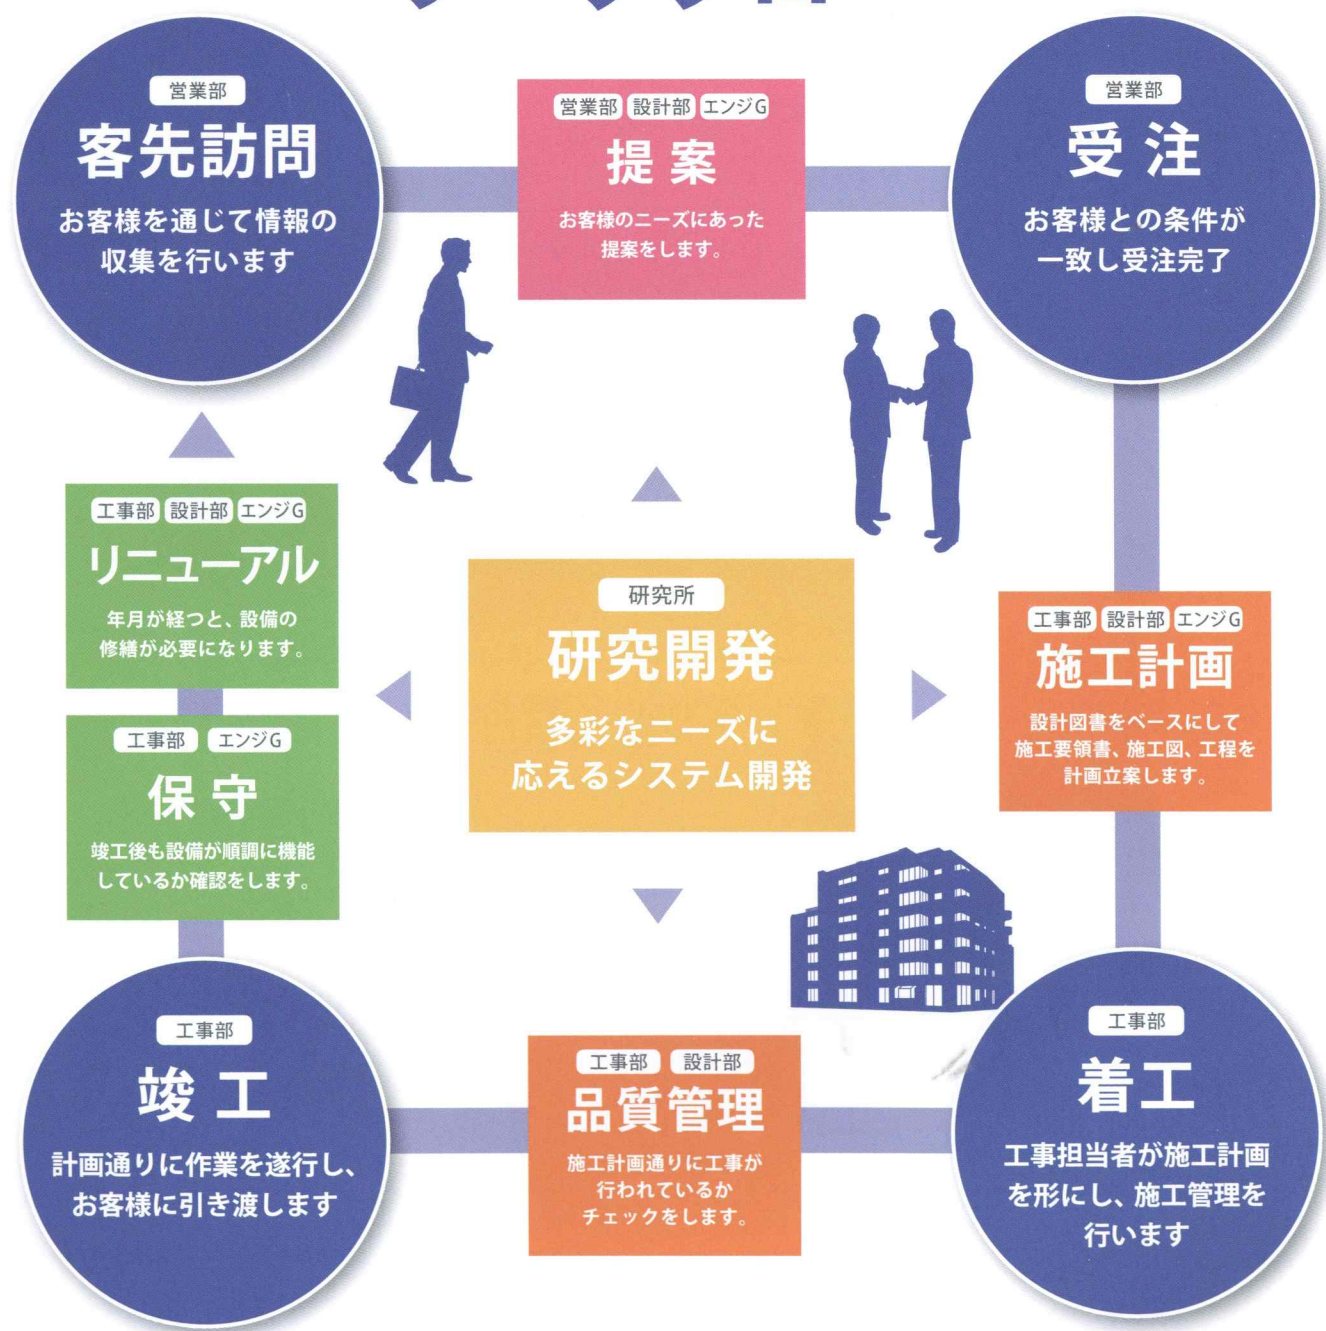 営業部
客先訪問
お客様を通じて情報の
収集を行います
営業部 設計部 エンジG
提案
お客様のニーズにあった
提案をします。
営業部
受注
お客様との条件が
一致し受注完了
工事部 設計部 エンジG
リニューアル
年月が経つと、設備の
修繕が必要になります。
研究所
研究開発
多彩なニーズに
応えるシステム開発
工事部 設計部 エンジG
施工計画
設計図書をベースにして
施工要領書、施工図、工程を
計画立案します。
工事部 エンジG
保守
竣工後も設備が順調に機能
しているか確認をします。
工事部
竣工
計画通りに作業を遂行し、
お客様に引き渡します
工事部 設計部
品質管理
施工計画通りに工事が
行われているか
チェックをします。
工事部
着工
工事担当者が施工計画
を形にし、施工管理を
行います